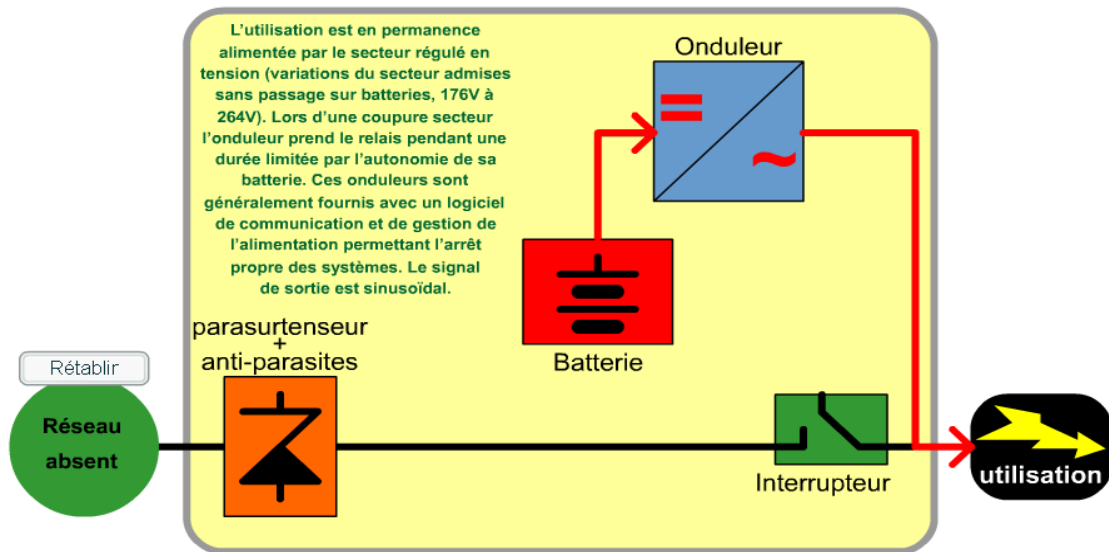 L’utilisation est en permanence
alimentée par le secteur régulé en
tension (variations du secteur admises
sans passage sur batteries, 176V à
264V). Lors d’une coupure secteur
l’onduleur prend le relais pendant une
durée limitée par l’autonomie de sa
batterie. Ces onduleurs sont
généralement fournis avec un logiciel
de communication et de gestion de
l’alimentation permettant l’arrêt
propre des systèmes. Le signal
de sortie est sinusoïdal.
Onduleur
=
~
Batterie
parasurtenseur
+
anti-parasites
Rétablir
Réseau
absent
Interrupteur
utilisation